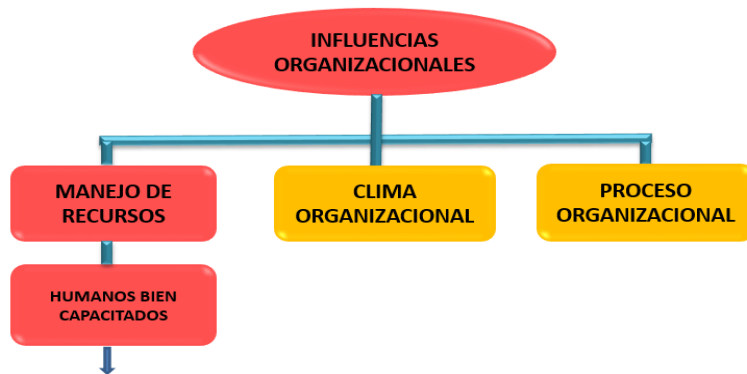 INFLUENCIAS
ORGANIZACIONALES
MANEJO DE
RECURSOS
CLIMA
ORGANIZACIONAL
PROCESO
ORGANIZACIONAL
HUMANOS BIEN
CAPACITADOS